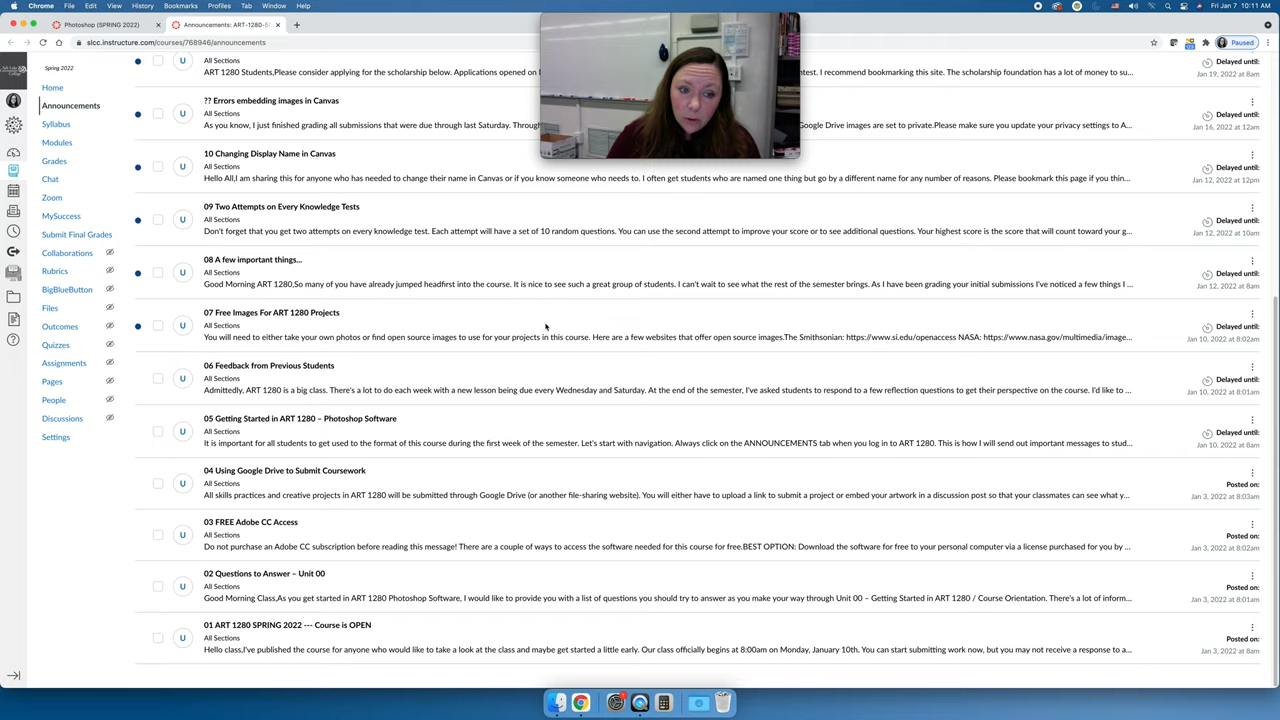 Chrome File Edit View History Bookmarks Profiles Tab Window Help
Fri Jan 7 10:11 AM
Photoshop (SPRING 2022)
Announcements: ART-1280-
slcc.instructure.com/courses/768946/announcements
Paused
Spring 2022
Home
Announcements
Syllabus
Modules
Grades
Chat
Zoom
MySuccess
Submit Final Grades
Collaborations
Rubrics
BigBlueButton
Files
Outcomes
Quizzes
Assignments
Pages
People
Discussions
Settings
All Sections
Delayed until:
ART 1280 Students,Please consider applying for the scholarship below. Applications opened on
ntest. I recommend bookmarking this site. The scholarship foundation has a lot of money to su...
Jan 19, 2022 at 8am
?? Errors embedding images in Canvas
All Sections
Delayed until:
As you know, I just finished grading all submissions that were due through last Saturday. Throug
Google Drive images are set to private.Please make sure you update your privacy settings to A...
Jan 16, 2022 at 12am
10 Changing Display Name in Canvas
All Sections
Delayed until:
Hello All,I am sharing this for anyone who has needed to change their name in Canvas or if you know someone who needs to. I often get students who are named one thing but go by a different name for any number of reasons. Please bookmark this page if you thin...
Jan 12, 2022 at 12pm
09 Two Attempts on Every Knowledge Tests
All Sections
Delayed until:
Don't forget that you get two attempts on every knowledge test. Each attempt will have a set of 10 random questions. You can use the second attempt to improve your score or to see additional questions. Your highest score is the score that will count toward your g...
Jan 12, 2022 at 10am
08 A few important things...
All Sections
Delayed until:
Good Morning ART 1280,So many of you have already jumped headfirst into the course. It is nice to see such a great group of students. I can't wait to see what the rest of the semester brings. As I have been grading your initial submissions I've noticed a few things I ...
Jan 12, 2022 at 8am
07 Free Images For ART 1280 Projects
All Sections
Delayed until:
You will need to either take your own photos or find open source images to use for your projects in this course. Here are a few websites that offer open source images.The Smithsonian: https://www.si.edu/openaccess NASA: https://www.nasa.gov/multimedia/image...
Jan 10, 2022 at 8:02am
06 Feedback from Previous Students
All Sections
Delayed until:
Admittedly, ART 1280 is a big class. There's a lot to do each week with a new lesson being due every Wednesday and Saturday. At the end of the semester, I've asked students to respond to a few reflection questions to get their perspective on the course. I'd like to ...
Jan 10, 2022 at 8:01am
05 Getting Started in ART 1280 – Photoshop Software
All Sections
Delayed until:
It is important for all students to get used to the format of this course during the first week of the semester. Let's start with navigation. Always click on the ANNOUNCEMENTS tab when you log in to ART 1280. This is how I will send out important messages to stud...
Jan 10, 2022 at 8am
04 Using Google Drive to Submit Coursework
All Sections
Posted on:
All skills practices and creative projects in ART 1280 will be submitted through Google Drive (or another file-sharing website). You will either have to upload a link to submit a project or embed your artwork in a discussion post so that your classmates can see what y...
Jan 3, 2022 at 8:03am
03 FREE Adobe CC Access
All Sections
Posted on:
Do not purchase an Adobe CC subscription before reading this message! There are a couple of ways to access the software needed for this course for free.BEST OPTION: Download the software for free to your personal computer via a license purchased for you by ...
Jan 3, 2022 at 8:02am
02 Questions to Answer – Unit 00
All Sections
Posted on:
Good Morning Class,As you get started in ART 1280 Photoshop Software, I would like to provide you with a list of questions you should try to answer as you make your way through Unit 00 – Getting Started in ART 1280 / Course Orientation. There's a lot of inform...
Jan 3, 2022 at 8:01am
01 ART 1280 SPRING 2022 --- Course is OPEN
All Sections
Posted on:
Hello class,I've published the course for anyone who would like to take a look at the class and maybe get started a little early. Our class officially begins at 8:00am on Monday, January 10th. You can start submitting work now, but you may not receive a response to a...
Jan 3, 2022 at 8am